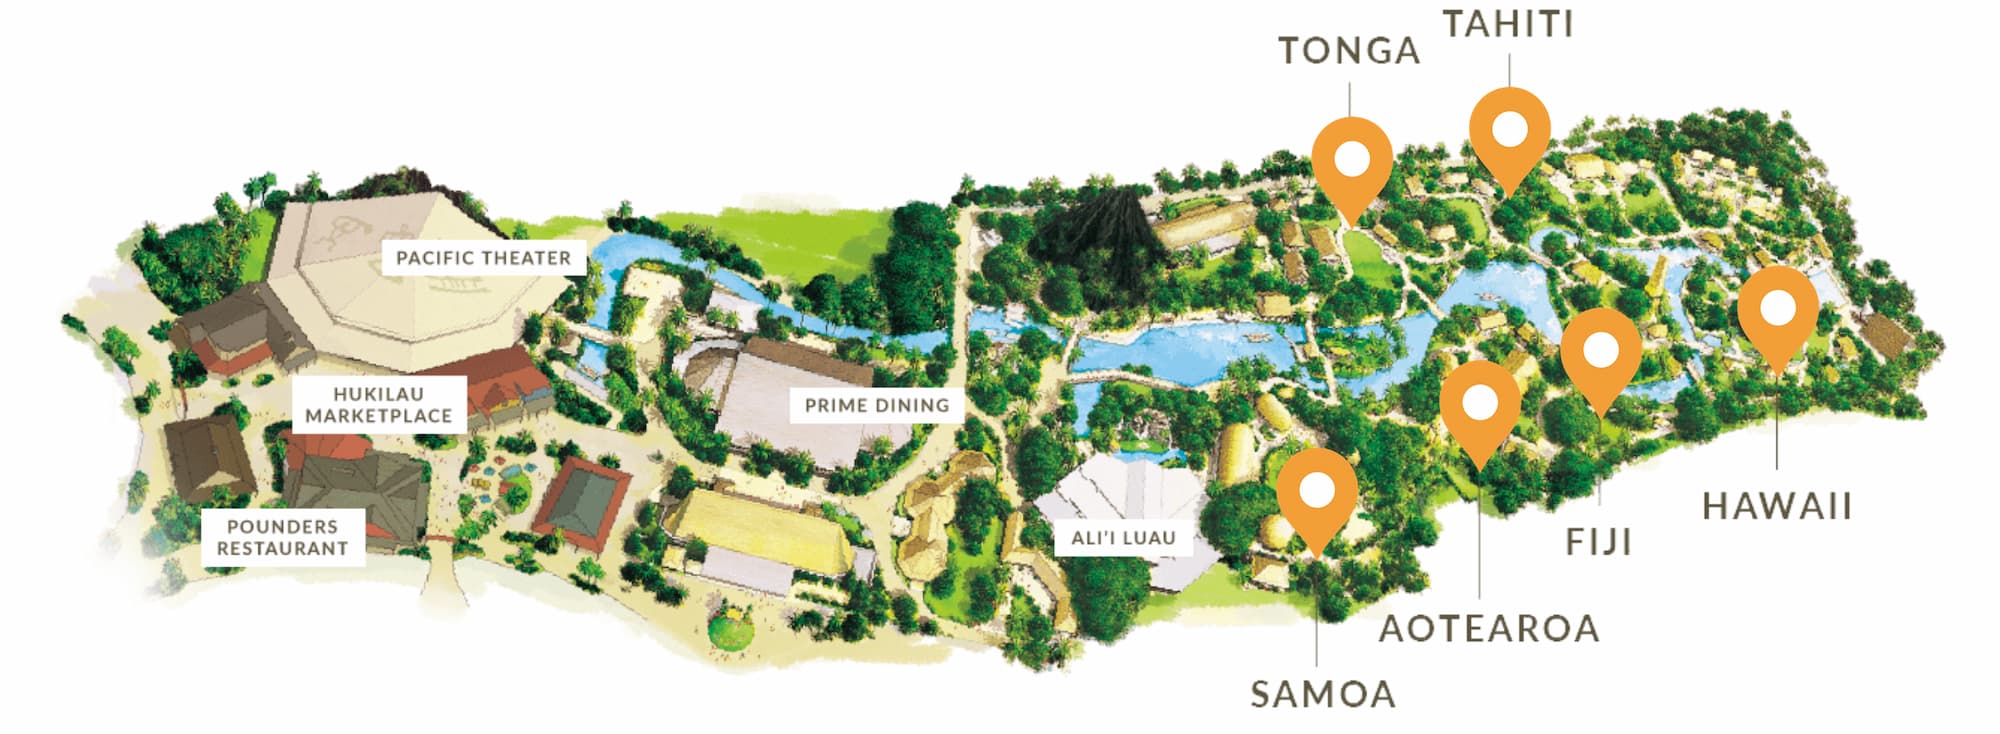 TAHITI
TONGA
PACIFIC THEATER
HUKILAU
MARKETPLACE
PRIME DINING
POUNDERS
RESTAURANT
ALI'I LUAU
HAWAII
FIJI
AOTEAROA
SAMOA